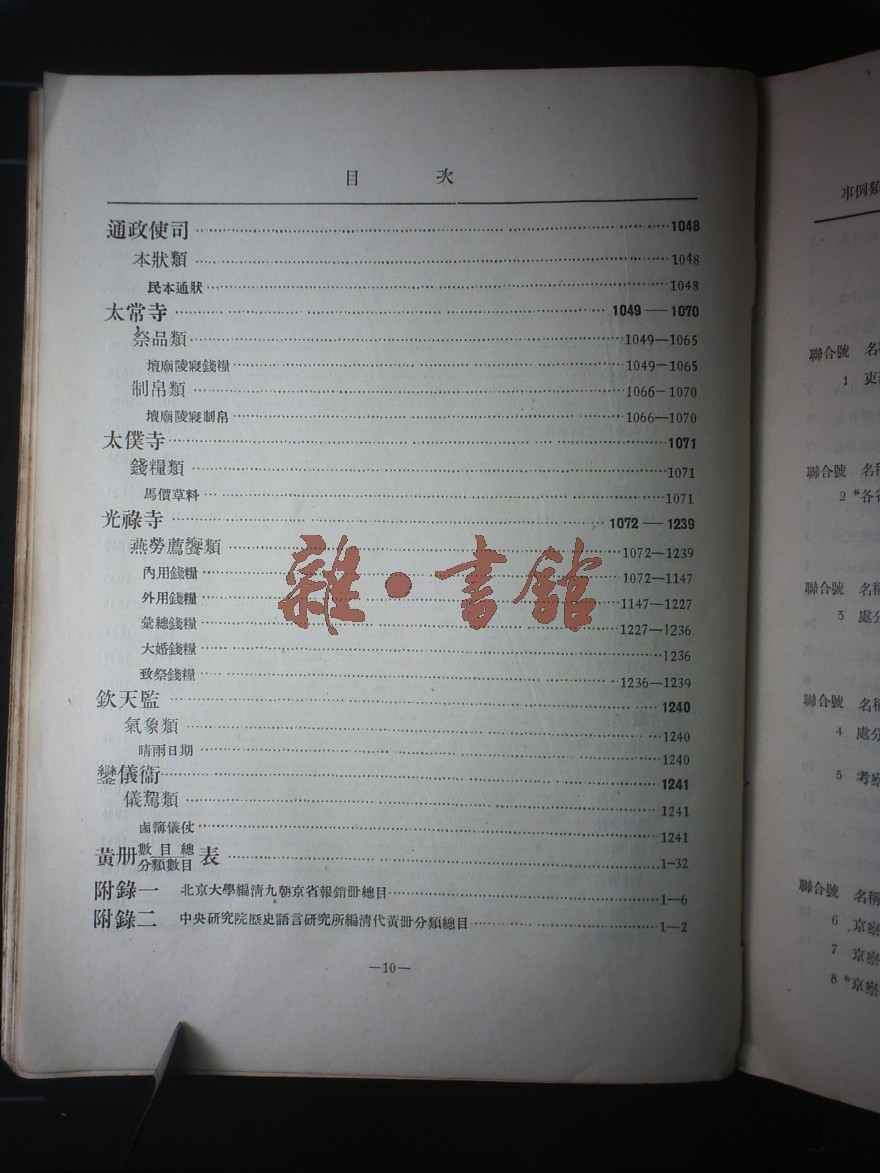 目 次
通政使司 1048
本狀類 1048
民本通狀 1048
太常寺 1049—1070
祭品類 1049—1065
壇廟陵寢錢糧 1049—1065
制帛類 1066—1070
壇廟陵寢制帛 1066—1070
太僕寺 1071
錢糧類 1071
馬價草料 1071
光祿寺 1072—1239
燕勞薦饗類 1072—1239
內用錢糧 1072—1147
外用錢糧 1147—1227
彙總錢糧 1227—1236
大婚錢糧 1236
致祭錢糧 1236—1239
欽天監 1240
氣象類 1240
晴雨日期 1240
鑾儀衞 1241
儀駕類 1241
鹵簿儀仗 1241
黃册數目總分類數目表 1-32
附錄一 北京大學編淸九朝京省報銷册總目 1—6
附錄二 中央研究院歷史語言研究所編淸代黃册分類總目 1—2
—10—
雜·書館
事例類
聯合號 名
1 吏
聯合號 名稱
2 *各省
聯合號 名稱
3 處分
聯合號 名稱
4 處分
5 考察
聯合號 名稱
6 京察
7 京察
8 *京察